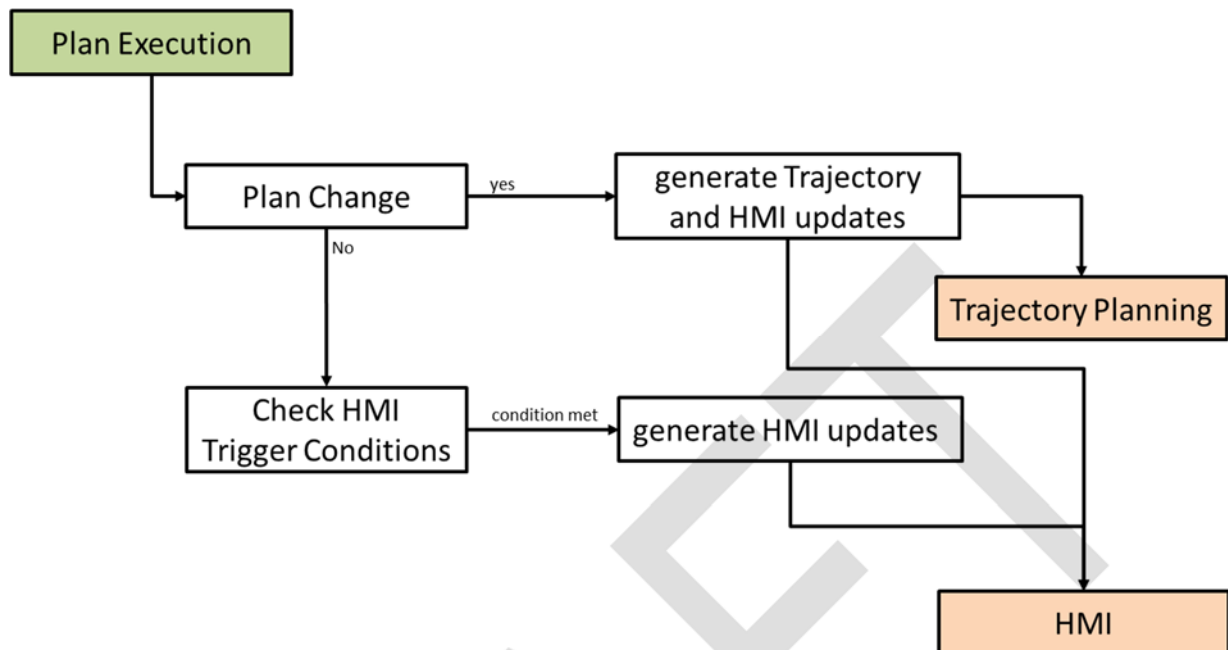 Plan Execution
Plan Change
yes
generate Trajectory
and HMI updates
No
Trajectory Planning
Check HMI
Trigger Conditions
condition met
generate HMI updates
HMI